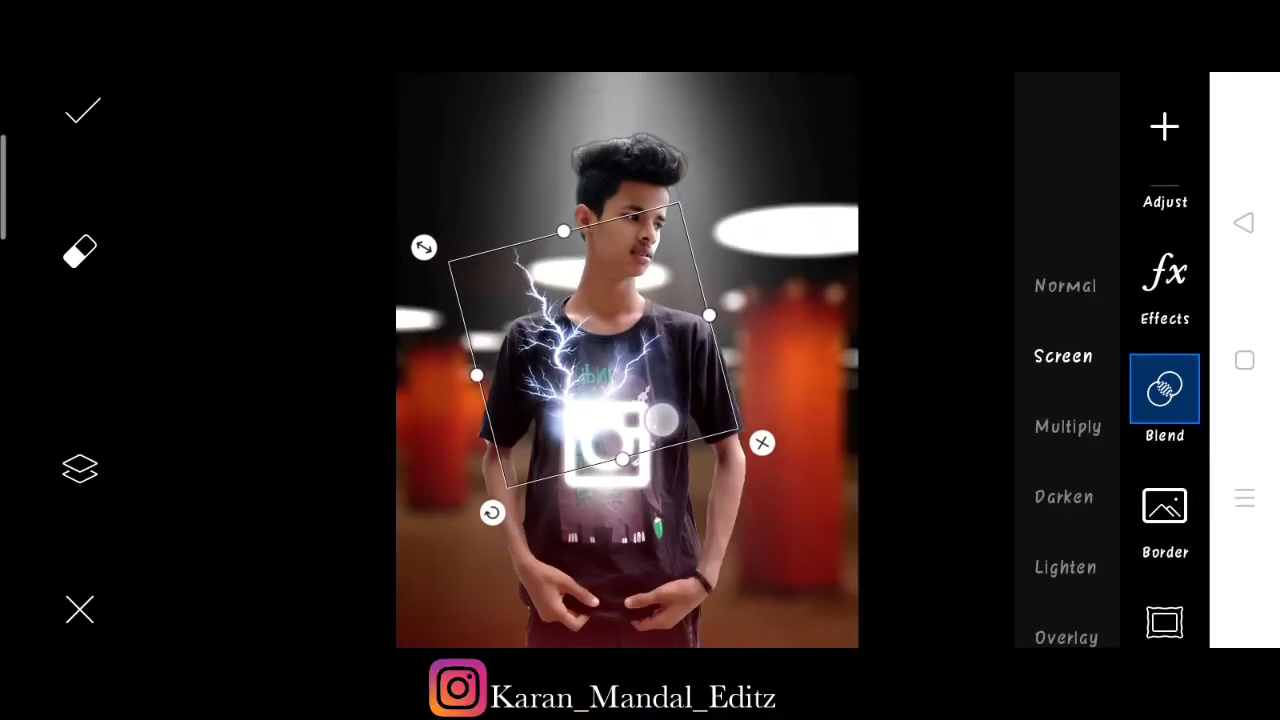 Adjust
fx
Effects
Normal
Screen
Blend
Multiply
Darken
Border
Lighten
Overlay
Karan_Mandal_Editz